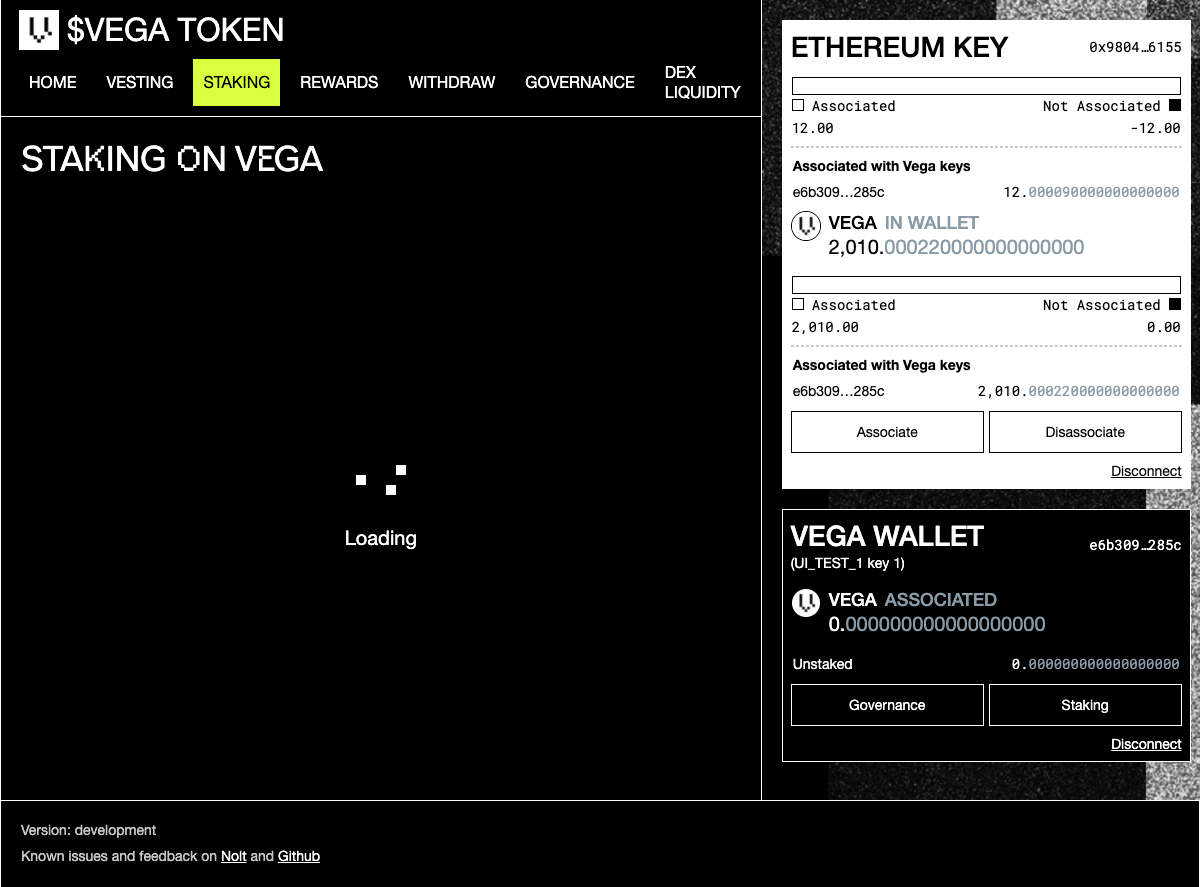 $VEGA TOKEN
HOME VESTING STAKING REWARDS WITHDRAW GOVERNANCE DEX LIQUIDITY
STAKING ON VEGA
Loading
ETHEREUM KEY 0x9804…6155
Associated Not Associated
12.00 -12.00
Associated with Vega keys
e6b309…285c 12.000090000000000000
VEGA IN WALLET
2,010.000220000000000000
Associated Not Associated
2,010.00 0.00
Associated with Vega keys
e6b309…285c 2,010.000220000000000000
Associate Disassociate
Disconnect
VEGA WALLET e6b309…285c
(UI_TEST_1 key 1)
VEGA ASSOCIATED
0.000000000000000000
Unstaked 0.000000000000000000
Governance Staking
Disconnect
Version: development
Known issues and feedback on Nolt and Github